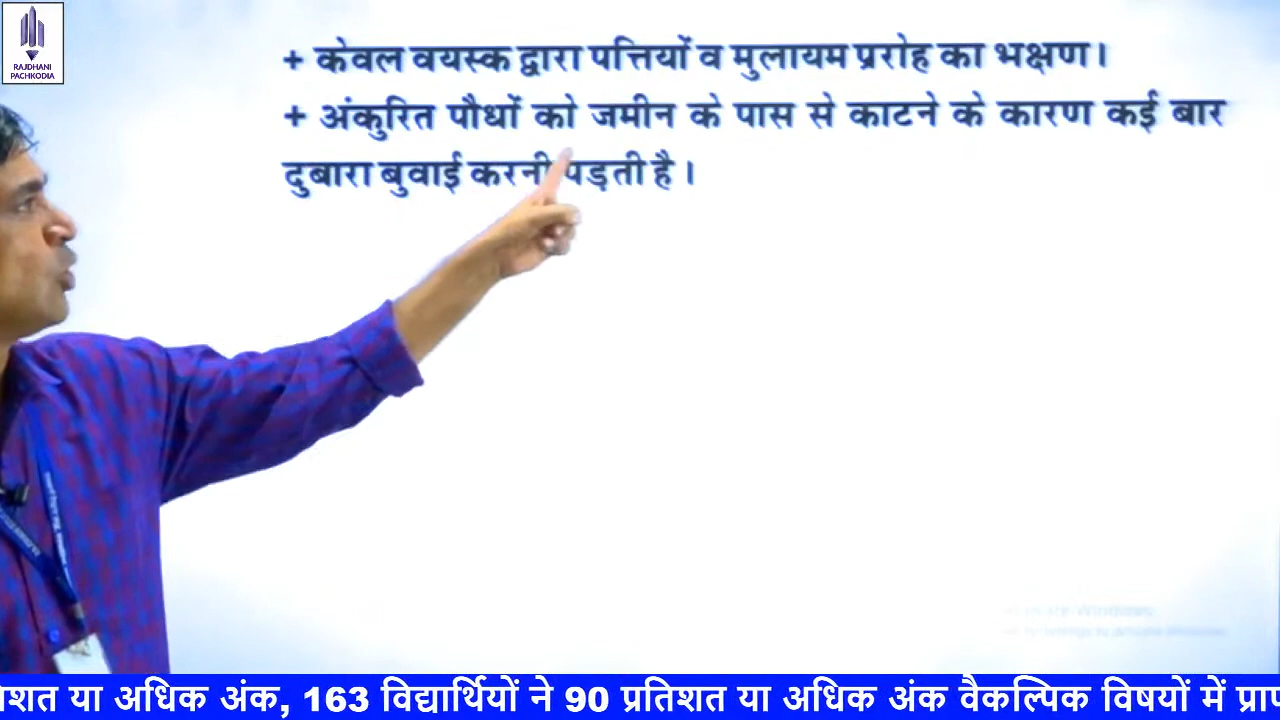 RAJDHANI
PACHKODIA
+ केवल वयस्क द्वारा पत्तियों व मुलायम प्ररोह का भक्षण।
+ अंकुरित पौधों को जमीन के पास से काटने के कारण कई बार
दुबारा बुवाई करनी पड़ती है।
या अधिक अंक, 163 विद्यार्थियों ने 90 प्रतिशत या अधिक अंक वैकल्पिक विषयों में